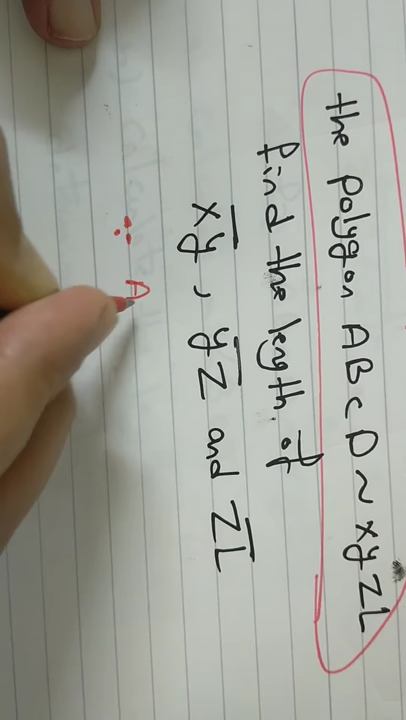 the polygon ABCD ~ xyZL
find the length of
xy, yZ and ZL
∵ A